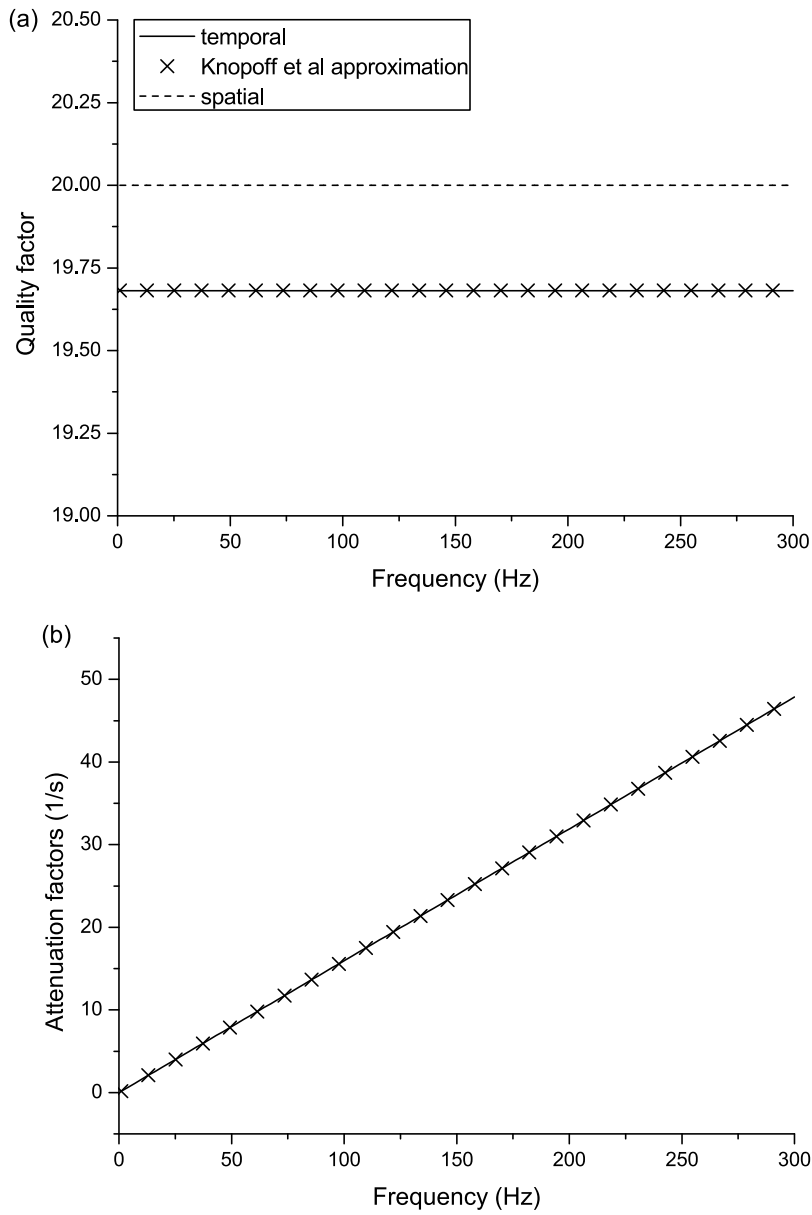 (a)
temporal
Knopoff et al approximation
spatial
20.50
20.25
20.00
19.75
19.50
19.25
19.00
Quality factor
0 50 100 150 200 250 300
Frequency (Hz)
(b)
50
40
30
20
10
0
Attenuation factors (1/s)
0 50 100 150 200 250 300
Frequency (Hz)